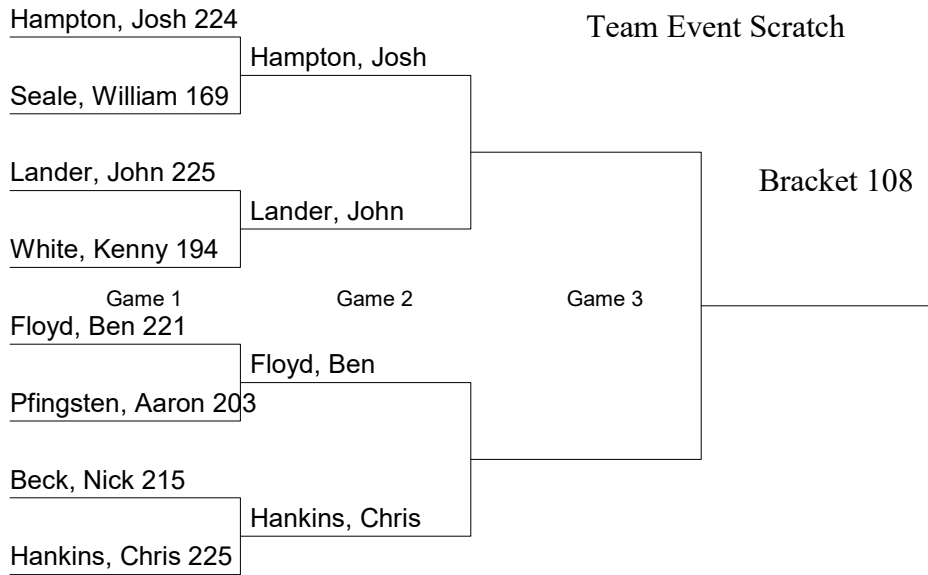 Hampton, Josh 224
Team Event Scratch
Hampton, Josh
Seale, William 169
Lander, John 225
Bracket 108
Lander, John
White, Kenny 194
Game 1
Game 2
Game 3
Floyd, Ben 221
Floyd, Ben
Pfingsten, Aaron 203
Beck, Nick 215
Hankins, Chris
Hankins, Chris 225